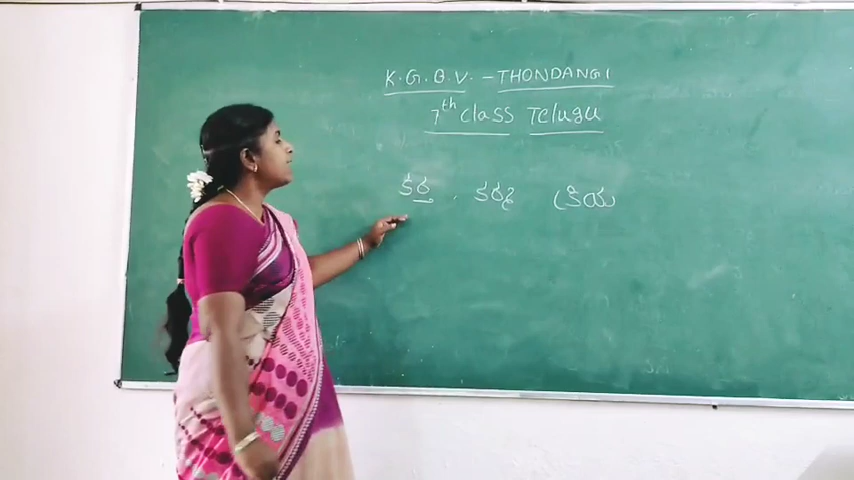 K.G.B.V. - THONDANGI
7th class Telugu
కర్త , కర్మ క్రియ